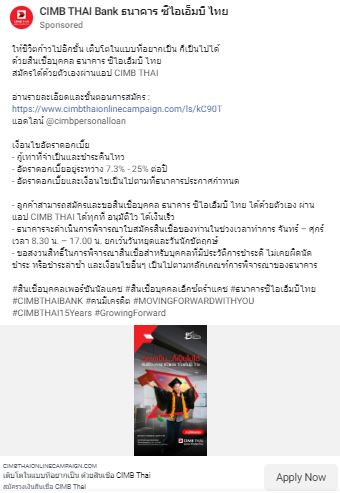 CIMB THAI Bank ธนาคาร ซีไอเอ็มบี ไทย
Sponsored
ให้ชีวิตก้าวไปอีกขั้น เติบโตในแบบที่อยากเป็น ก็เป็นไปได้
ด้วยสินเชื่อบุคคล ธนาคาร ซีไอเอ็มบี ไทย
สมัครได้ด้วยตัวเองผ่านแอป CIMB THAI
อ่านรายละเอียดและขั้นตอนการสมัคร :
https://www.cimbthaionlinecampaign.com/ls/kC90T
แอดไลน์ @cimbpersonalloan
เงื่อนไขอัตราดอกเบี้ย
- กู้เท่าที่จำเป็นและชำระคืนไหว
- อัตราดอกเบี้ยอยู่ระหว่าง 7.3% - 25% ต่อปี
- อัตราดอกเบี้ยและเงื่อนไขเป็นไปตามที่ธนาคารประกาศกำหนด
- ลูกค้าสามารถสมัครและขอสินเชื่อบุคคล ธนาคาร ซีไอเอ็มบี ไทย ได้ด้วยตัวเอง ผ่าน
แอป CIMB THAI ได้ทุกที่ อนุมัติไว ได้เงินเร็ว
- ธนาคารจะดำเนินการพิจารณาใบสมัครสินเชื่อของท่านในช่วงเวลาทำการ จันทร์ – ศุกร์
เวลา 8.30 น. – 17.00 น. ยกเว้นวันหยุดและวันนักขัตฤกษ์
- ขอสงวนสิทธิ์ในการพิจารณาสินเชื่อสำหรับบุคคลที่มีประวัติการชำระดี ไม่เคยผิดนัด
ชำระ หรือชำระล่าช้า และเงื่อนไขอื่นๆ เป็นไปตามหลักเกณฑ์การพิจารณาของธนาคาร
#สินเชื่อบุคคลเพอร์ซันนัลแคช #สินเชื่อบุคคลเอ็กซ์ตร้าแคช #ธนาคารซีไอเอ็มบีไทย
#CIMBTHAIBANK #คนมีเครดิต #MOVINGFORWARDWITHYOU
#CIMBTHAI15Years #GrowingForward
CIMB THAI
CIMBTHAIONLINECAMPAIGN.COM
เติบโตในแบบที่อยากเป็น ด้วยสินเชื่อ CIMB Thai
สมัครวงเงินสินเชื่อ CIMB Thai
Apply Now